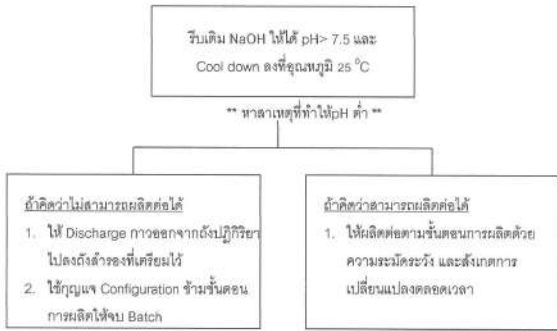 รีบเติม NaOH ให้ได้ pH> 7.5 และ
Cool down ลงที่อุณหภูมิ 25 ⁰C
** หาสาเหตุที่ทำให้pH ต่ำ **
ถ้าคิดว่าไม่สามารถผลิตต่อได้
1. ให้ Discharge กาวออกจากถังปฏิกิริยา
ไปลงถังสำรองที่เตรียมไว้
2. ใช้กุญแจ Configuration ข้ามขั้นตอน
การผลิตให้จบ Batch
ถ้าคิดว่าสามารถผลิตต่อได้
1. ให้ผลิตต่อตามขั้นตอนการผลิตด้วย
ความระมัดระวัง และสังเกตการ
เปลี่ยนแปลงตลอดเวลา